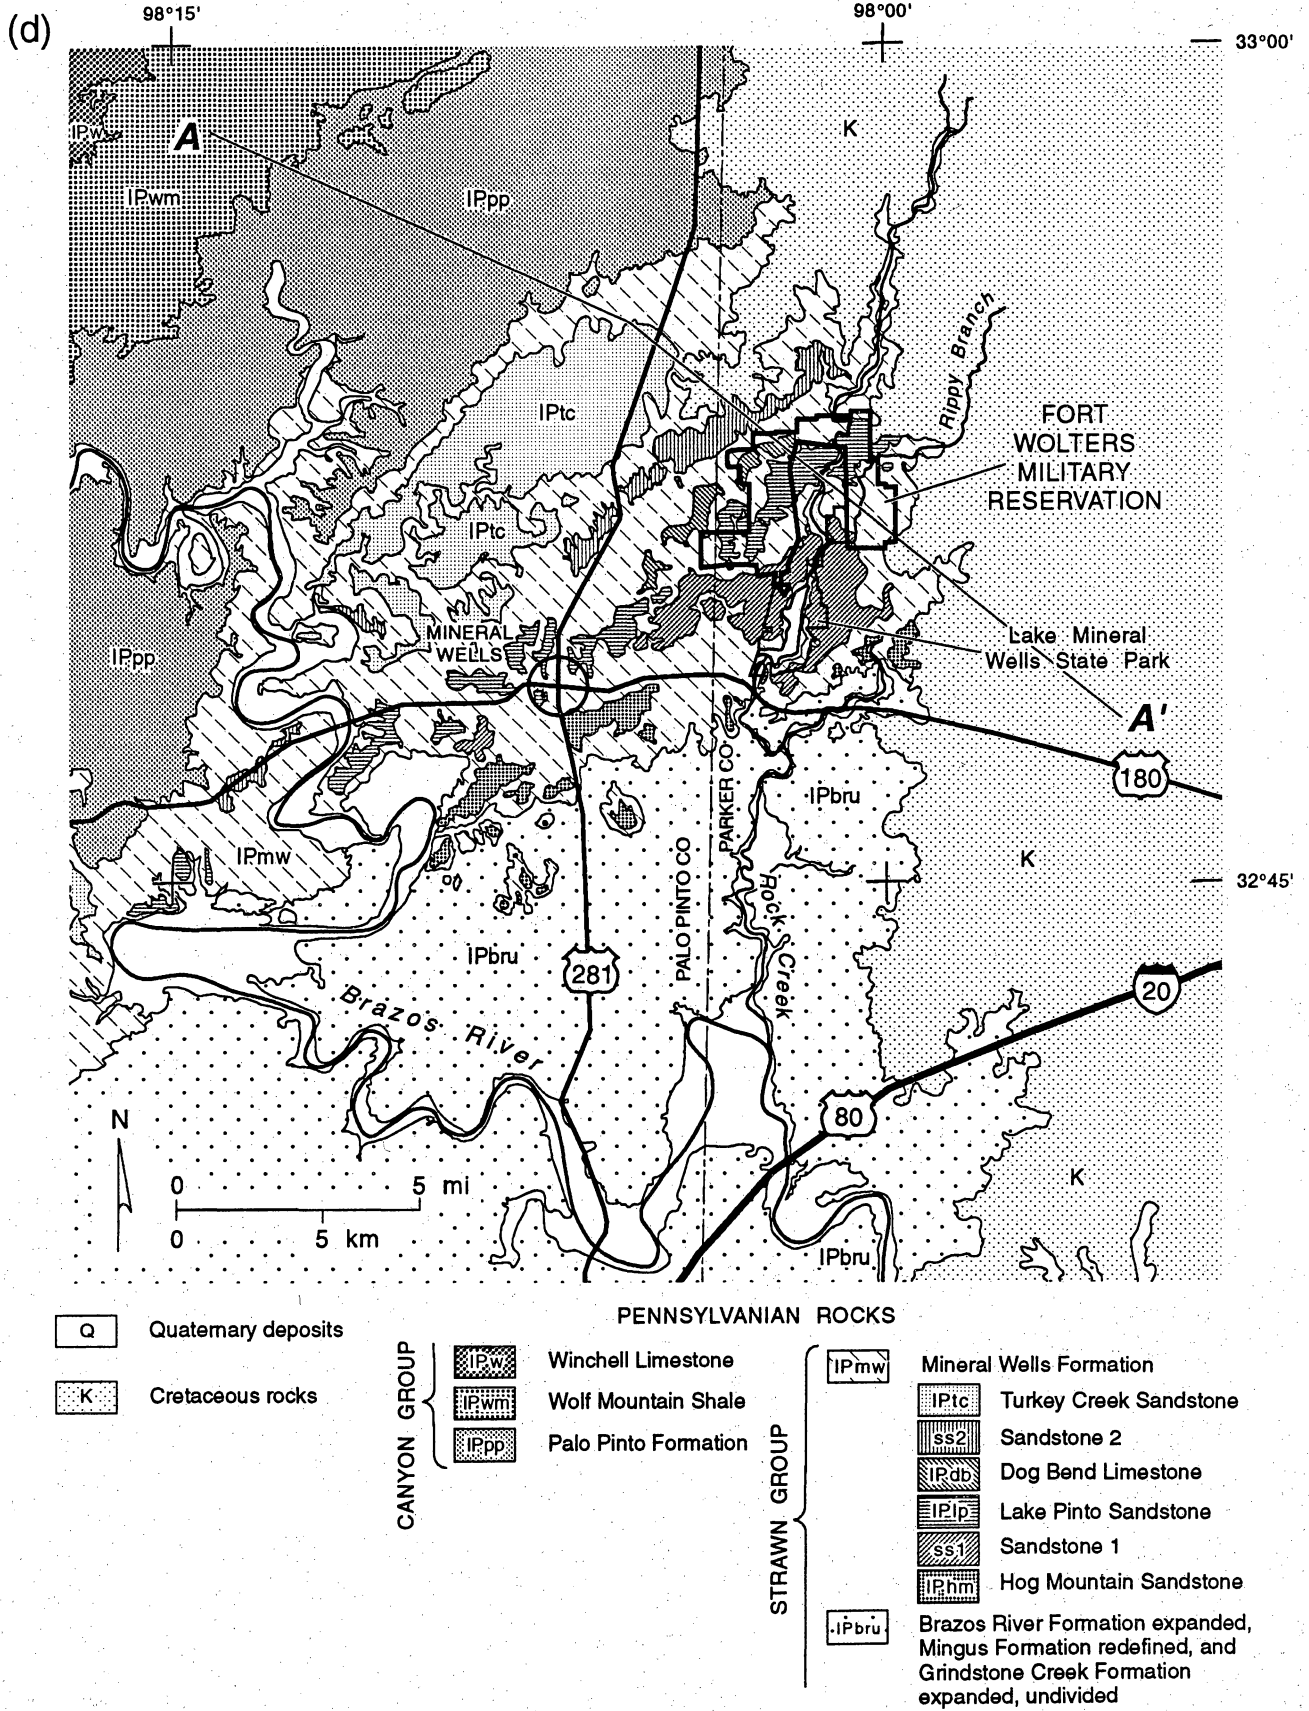 (d)
98°15'
98°00'
33°00'
IPw
A
K
IPwm
IPpp
Rippy Branch
IPtc
FORT
WOLTERS
MILITARY
RESERVATION
IPtc
MINERAL
WELLS
Lake Mineral
Wells State Park
IPpp
A'
180
PARKER CO
IPbru
IPmw
K
32°45'
PALO PINTO CO
Rock Creek
IPbru
281
20
Brazos River
80
N
K
0 5 mi
0 5 km
IPbru
PENNSYLVANIAN ROCKS
Q Quaternary deposits
K Cretaceous rocks
CANYON GROUP
IPw Winchell Limestone
IPwm Wolf Mountain Shale
IPpp Palo Pinto Formation
STRAWN GROUP
IPmw Mineral Wells Formation
IPtc Turkey Creek Sandstone
ss2 Sandstone 2
IPdb Dog Bend Limestone
IPlp Lake Pinto Sandstone
ss1 Sandstone 1
IPhm Hog Mountain Sandstone
IPbru Brazos River Formation expanded,
Mingus Formation redefined, and
Grindstone Creek Formation
expanded, undivided